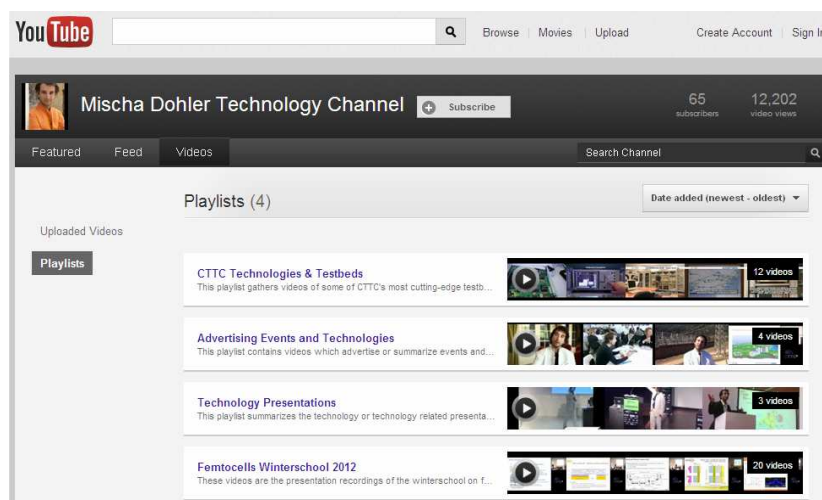 YouTube
Browse Movies Upload Create Account Sign In
Mischa Dohler Technology Channel Subscribe
65 12,202
subscribers video views
Featured Feed Videos Search Channel
Playlists (4) Date added (newest - oldest)
Uploaded Videos
Playlists
CTTC Technologies & Testbeds
This playlist gathers videos of some of CTTC's most cutting-edge testb...
12 videos
Advertising Events and Technologies
This playlist contains videos which advertise or summarize events and...
4 videos
Technology Presentations
This playlist summarizes the technology or technology related presenta...
3 videos
Femtocells Winterschool 2012
These videos are the presentation recordings of the winterschool on f...
20 videos